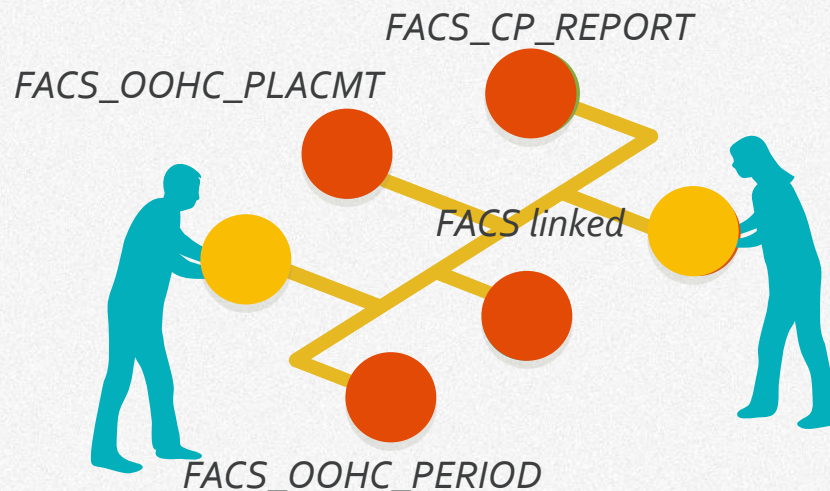 FACS_CP_REPORT
FACS_OOHC_PLACMT
FACS linked
FACS_OOHC_PERIOD